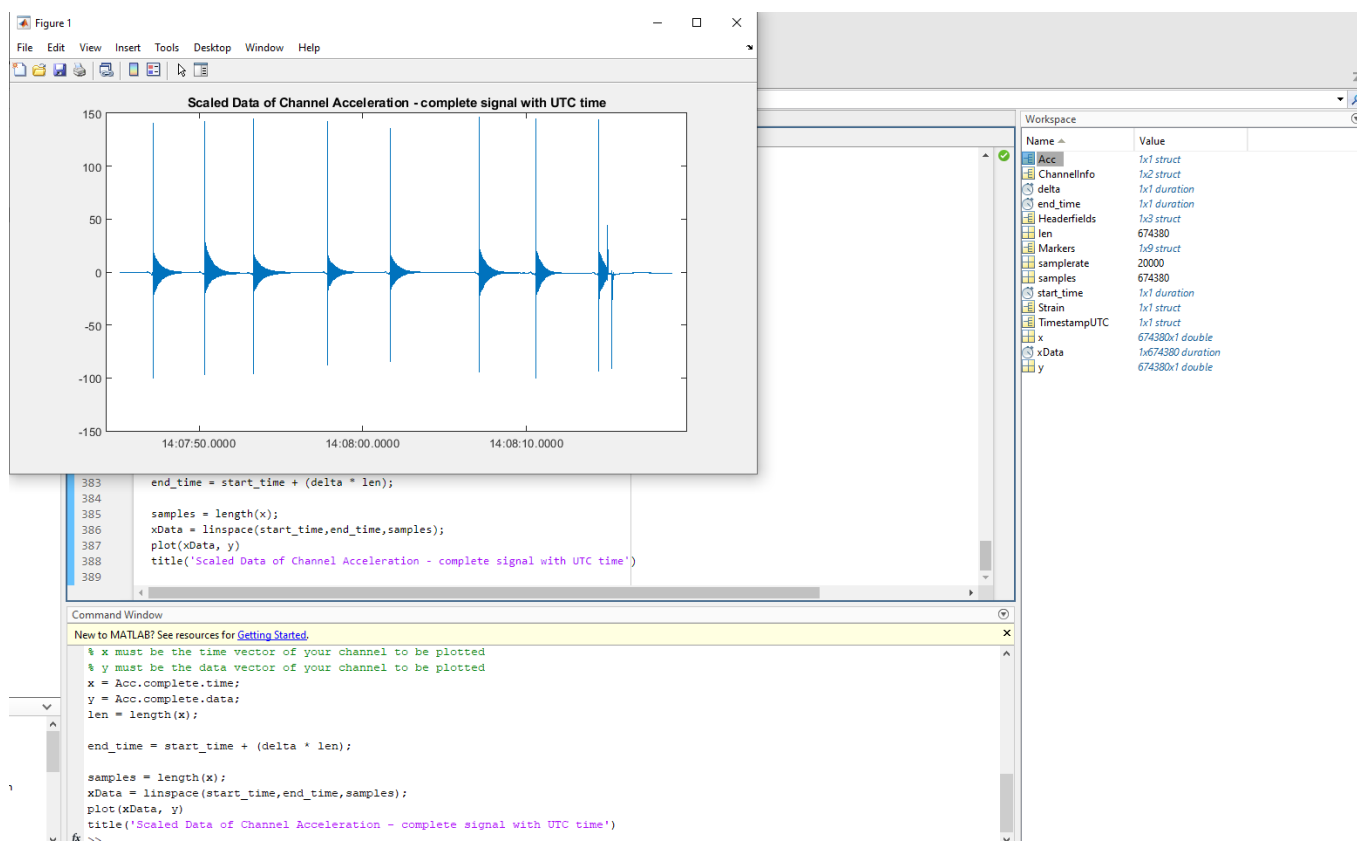 Figure 1
File Edit View Insert Tools Desktop Window Help
Scaled Data of Channel Acceleration - complete signal with UTC time
150
100
50
0
-50
-100
-150
14:07:50.0000 14:08:00.0000 14:08:10.0000
383 end_time = start_time + (delta * len);
384
385 samples = length(x);
386 xData = linspace(start_time,end_time,samples);
387 plot(xData, y)
388 title('Scaled Data of Channel Acceleration - complete signal with UTC time')
389
Command Window
New to MATLAB? See resources for Getting Started.
% x must be the time vector of your channel to be plotted
% y must be the data vector of your channel to be plotted
x = Acc.complete.time;
y = Acc.complete.data;
len = length(x);
end_time = start_time + (delta * len);
samples = length(x);
xData = linspace(start_time,end_time,samples);
plot(xData, y)
title('Scaled Data of Channel Acceleration - complete signal with UTC time')
fx >>
Workspace
Name Value
Acc 1x1 struct
ChannelInfo 1x2 struct
delta 1x1 duration
end_time 1x1 duration
Headerfields 1x3 struct
len 674380
Markers 1x9 struct
samplerate 20000
samples 674380
start_time 1x1 duration
Strain 1x1 struct
TimestampUTC 1x1 struct
x 674380x1 double
xData 1x674380 duration
y 674380x1 double